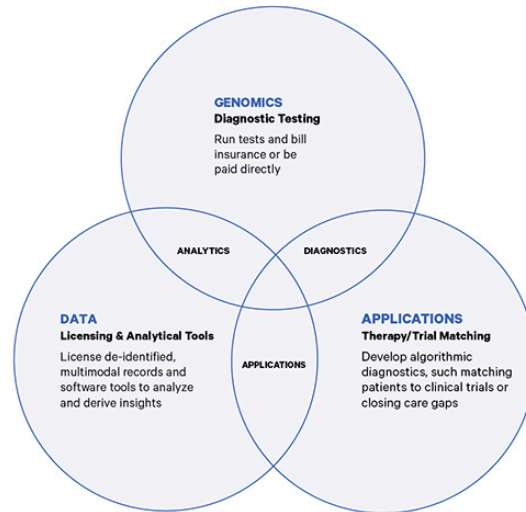 GENOMICS
Diagnostic Testing
Run tests and bill
insurance or be
paid directly
ANALYTICS
DIAGNOSTICS
DATA
Licensing & Analytical Tools
License de-identified,
multimodal records and
software tools to analyze
and derive insights
APPLICATIONS
APPLICATIONS
Therapy/Trial Matching
Develop algorithmic
diagnostics, such matching
patients to clinical trials or
closing care gaps